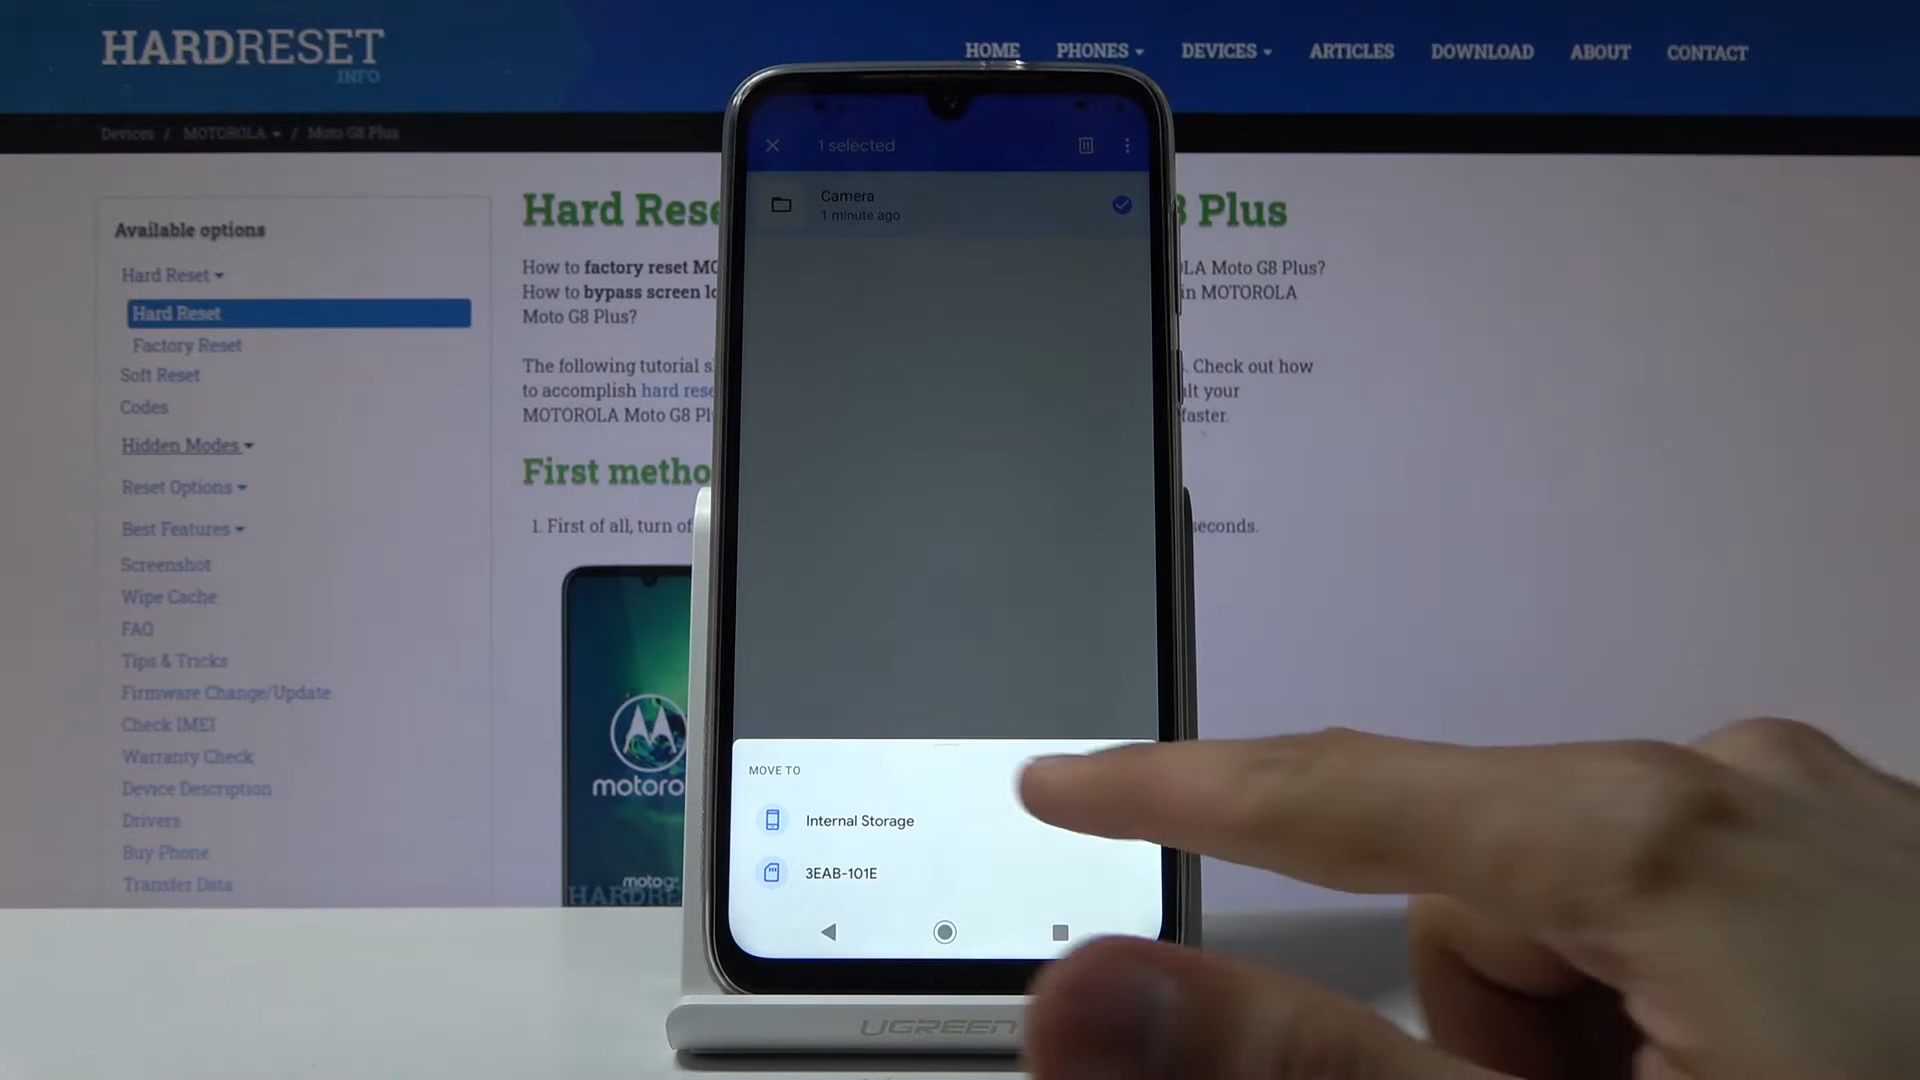 HARDRESET
INFO
HOME PHONES DEVICES ARTICLES DOWNLOAD ABOUT CONTACT
Devices / MOTOROLA / Moto G8 Plus
Available options
Hard Reset
Hard Reset
Factory Reset
Soft Reset
Codes
Hidden Modes
Reset Options
Best Features
Screenshot
Wipe Cache
FAQ
Tips & Tricks
Firmware Change/Update
Check IMEI
Warranty Check
Device Description
Drivers
Buy Phone
Transfer Data
Hard Rese 8 Plus
How to factory reset MO LA Moto G8 Plus?
How to bypass screen lo in MOTOROLA
Moto G8 Plus?
The following tutorial s . Check out how
to accomplish hard rese lt your
MOTOROLA Moto G8 Pl faster.
First metho
1. First of all, turn of seconds.
motoro
moto g
HARDRE
1 selected
Camera
1 minute ago
MOVE TO
Internal Storage
3EAB-101E
UGREEN